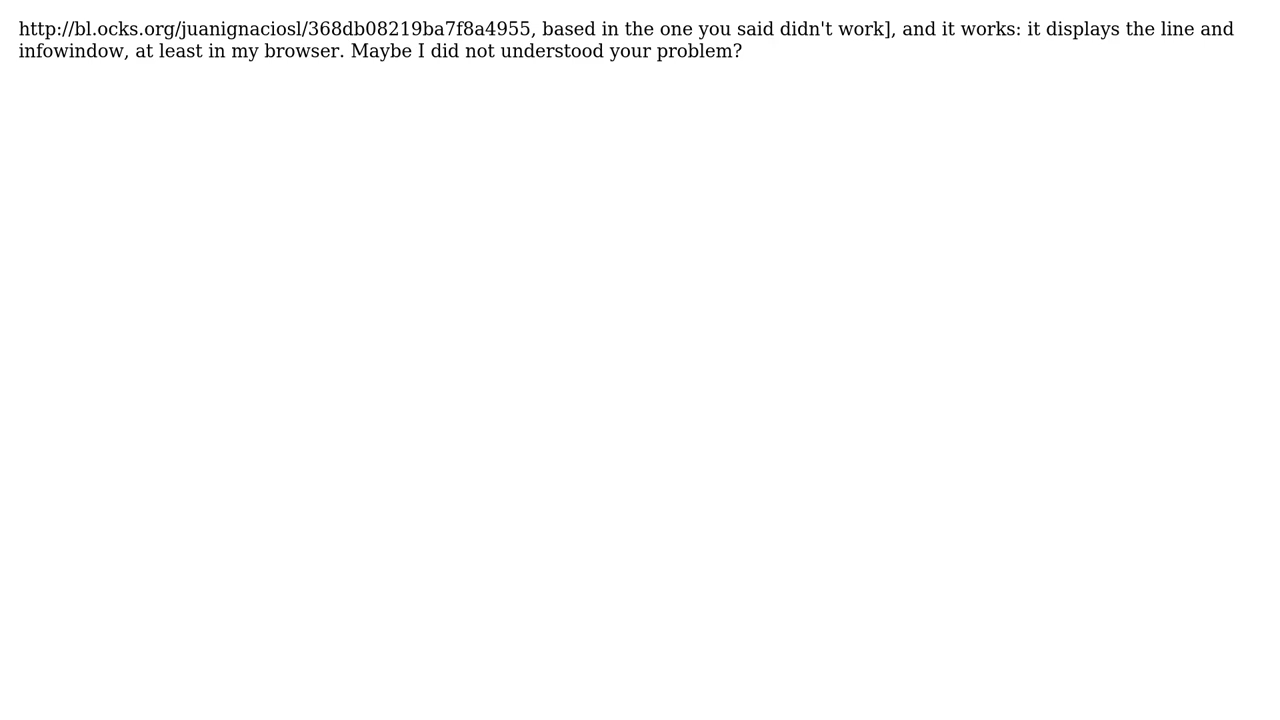 http://bl.ocks.org/juanignaciosl/368db08219ba7f8a4955, based in the one you said didn't work], and it works: it displays the line and
infowindow, at least in my browser. Maybe I did not understood your problem?